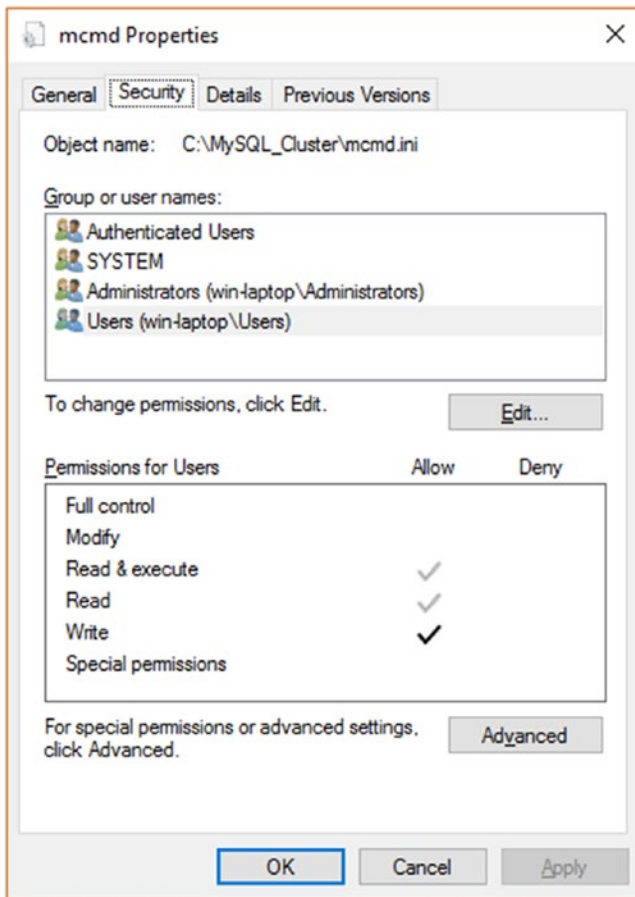 mcmd Properties
General Security Details Previous Versions
Object name: C:\MySQL_Cluster\mcmd.ini
Group or user names:
Authenticated Users
SYSTEM
Administrators (win-laptop\Administrators)
Users (win-laptop\Users)
To change permissions, click Edit.
Edit...
Permissions for Users Allow Deny
Full control
Modify
Read & execute
Read
Write
Special permissions
For special permissions or advanced settings,
click Advanced.
Advanced
OK Cancel Apply